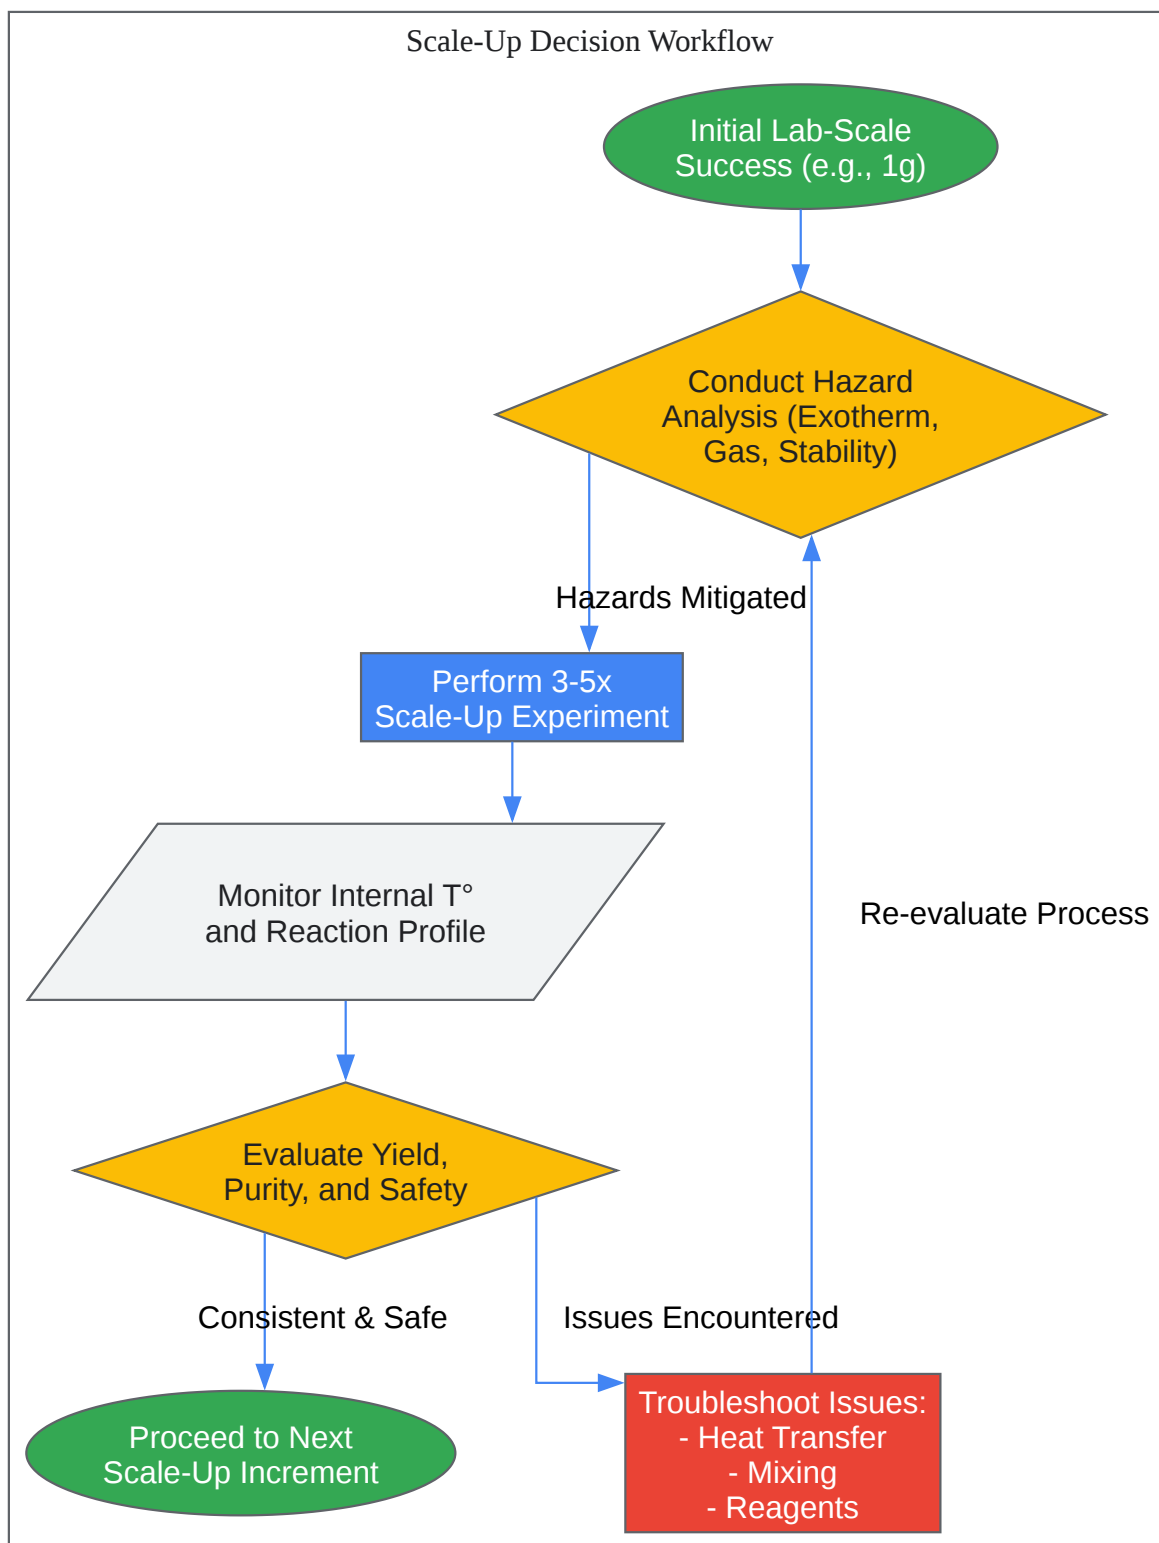 Scale-Up Decision Workflow
Initial Lab-Scale
Success (e.g., 1g)
Conduct Hazard
Analysis (Exotherm,
Gas, Stability)
Hazards Mitigated
Perform 3-5x
Scale-Up Experiment
Monitor Internal T°
and Reaction Profile
Re-evaluate Process
Evaluate Yield,
Purity, and Safety
Consistent & Safe
Issues Encountered
Proceed to Next
Scale-Up Increment
Troubleshoot Issues:
- Heat Transfer
- Mixing
- Reagents